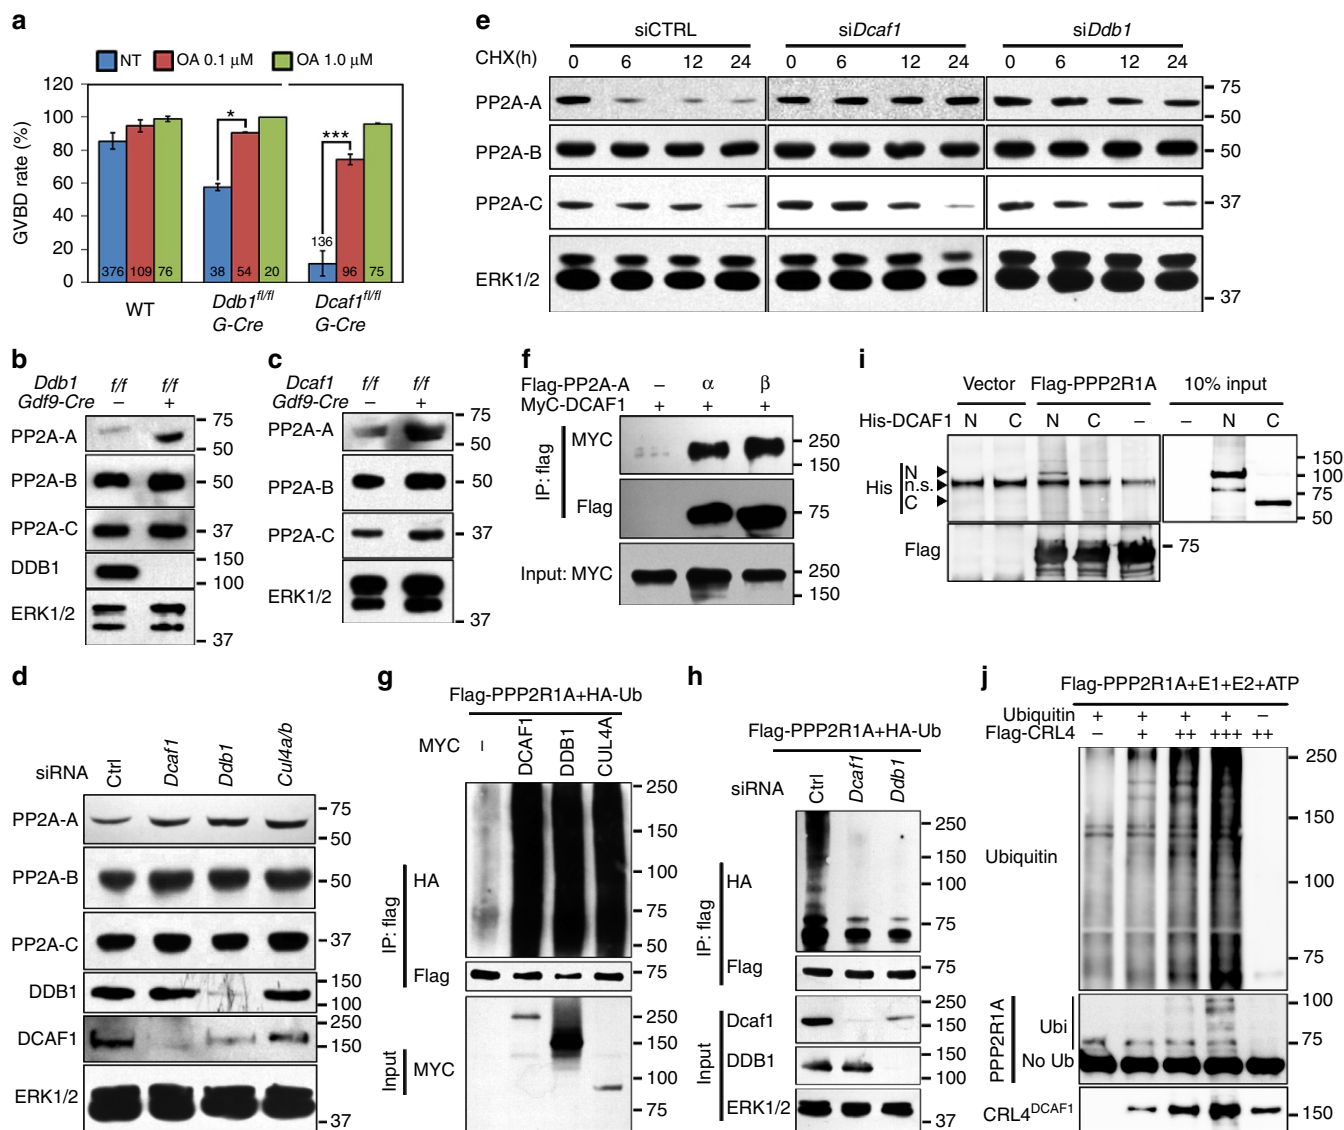 a
NT OA 0.1 μM OA 1.0 μM
GVBD rate (%)
120
100
80
60
40
20
0
376 109 76 38 54 20 136 96 75
* ***
WT Ddb1fl/fl G-Cre Dcaf1fl/fl G-Cre
e
siCTRL siDcaf1 siDdb1
CHX(h) 0 6 12 24 0 6 12 24 0 6 12 24
PP2A-A 75 50
PP2A-B 50
PP2A-C 37
ERK1/2 37
b
Ddb1 f/f f/f
Gdf9-Cre – +
PP2A-A 75 50
PP2A-B 50
PP2A-C 37
DDB1 150 100
ERK1/2 37
c
Dcaf1 f/f f/f
Gdf9-Cre – +
PP2A-A 75 50
PP2A-B 50
PP2A-C 37
ERK1/2 37
f
Flag-PP2A-A – α β
MyC-DCAF1 + + +
IP: flag
MYC 250 150
Flag 75
Input: MYC 250 150
i
Vector Flag-PPP2R1A 10% input
His-DCAF1 N C N C – – N C
His N n.s. C
150 100 75 50
Flag 75
d
siRNA Ctrl Dcaf1 Ddb1 Cul4a/b
PP2A-A 75 50
PP2A-B 50
PP2A-C 37
DDB1 150 100
DCAF1 250 150
ERK1/2 37
g
Flag-PPP2R1A+HA-Ub
MYC – DCAF1 DDB1 CUL4A
IP: flag
HA 250 150 100 75 50
Flag 75
Input
MYC 250 150 100 75
h
Flag-PPP2R1A+HA-Ub
siRNA Ctrl Dcaf1 Ddb1
IP: flag
HA 250 150 100 75
Flag 75
Input
Dcaf1 250 150
DDB1 150 100
ERK1/2 37
j
Flag-PPP2R1A+E1+E2+ATP
Ubiquitin + + + + –
Flag-CRL4 – + ++ +++ ++
Ubiquitin 250 150 100 75
PPP2R1A
Ubi 100 75
No Ub
CRL4DCAF1 150